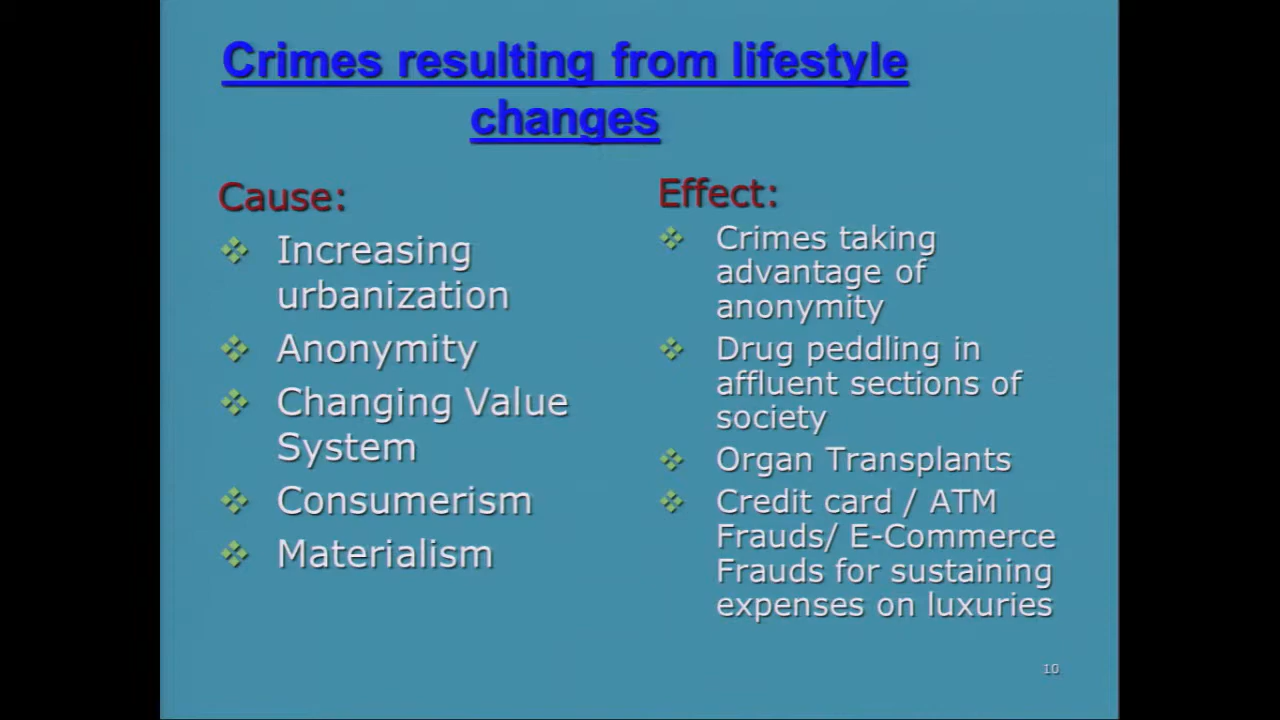 Crimes resulting from lifestyle
changes
Cause:
Increasing
urbanization
Anonymity
Changing Value
System
Consumerism
Materialism
Effect:
Crimes taking
advantage of
anonymity
Drug peddling in
affluent sections of
society
Organ Transplants
Credit card / ATM
Frauds/ E-Commerce
Frauds for sustaining
expenses on luxuries
10